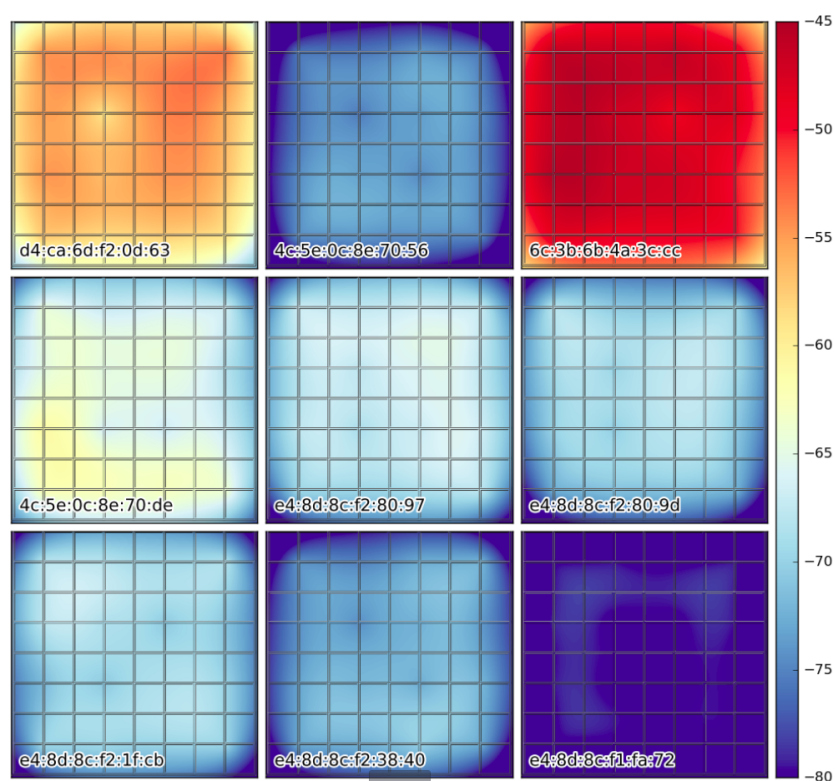 d4:ca:6d:f2:0d:63
4c:5e:0c:8e:70:56
6c:3b:6b:4a:3c:cc
4c:5e:0c:8e:70:de
e4:8d:8c:f2:80:97
e4:8d:8c:f2:80:9d
e4:8d:8c:f2:1f:cb
e4:8d:8c:f2:38:40
e4:8d:8c:f1:fa:72
−45
−50
−55
−60
−65
−70
−75
−80